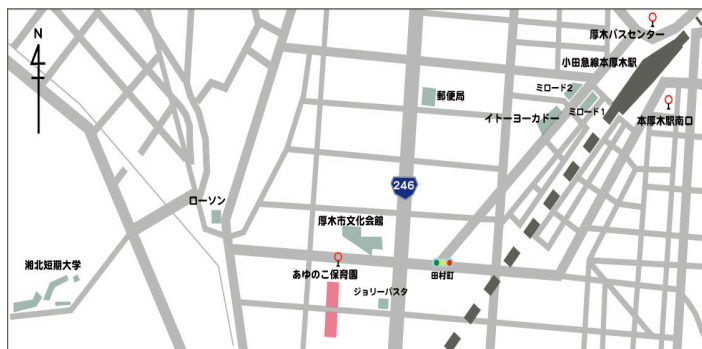 N
厚木バスセンター
小田急線本厚木駅
ミロード2
ミロード1
郵便局
イトーヨーカドー
本厚木駅南口
246
ローソン
厚木市文化会館
湘北短期大学
あゆのこ保育園
田村町
ジョリーパスタ